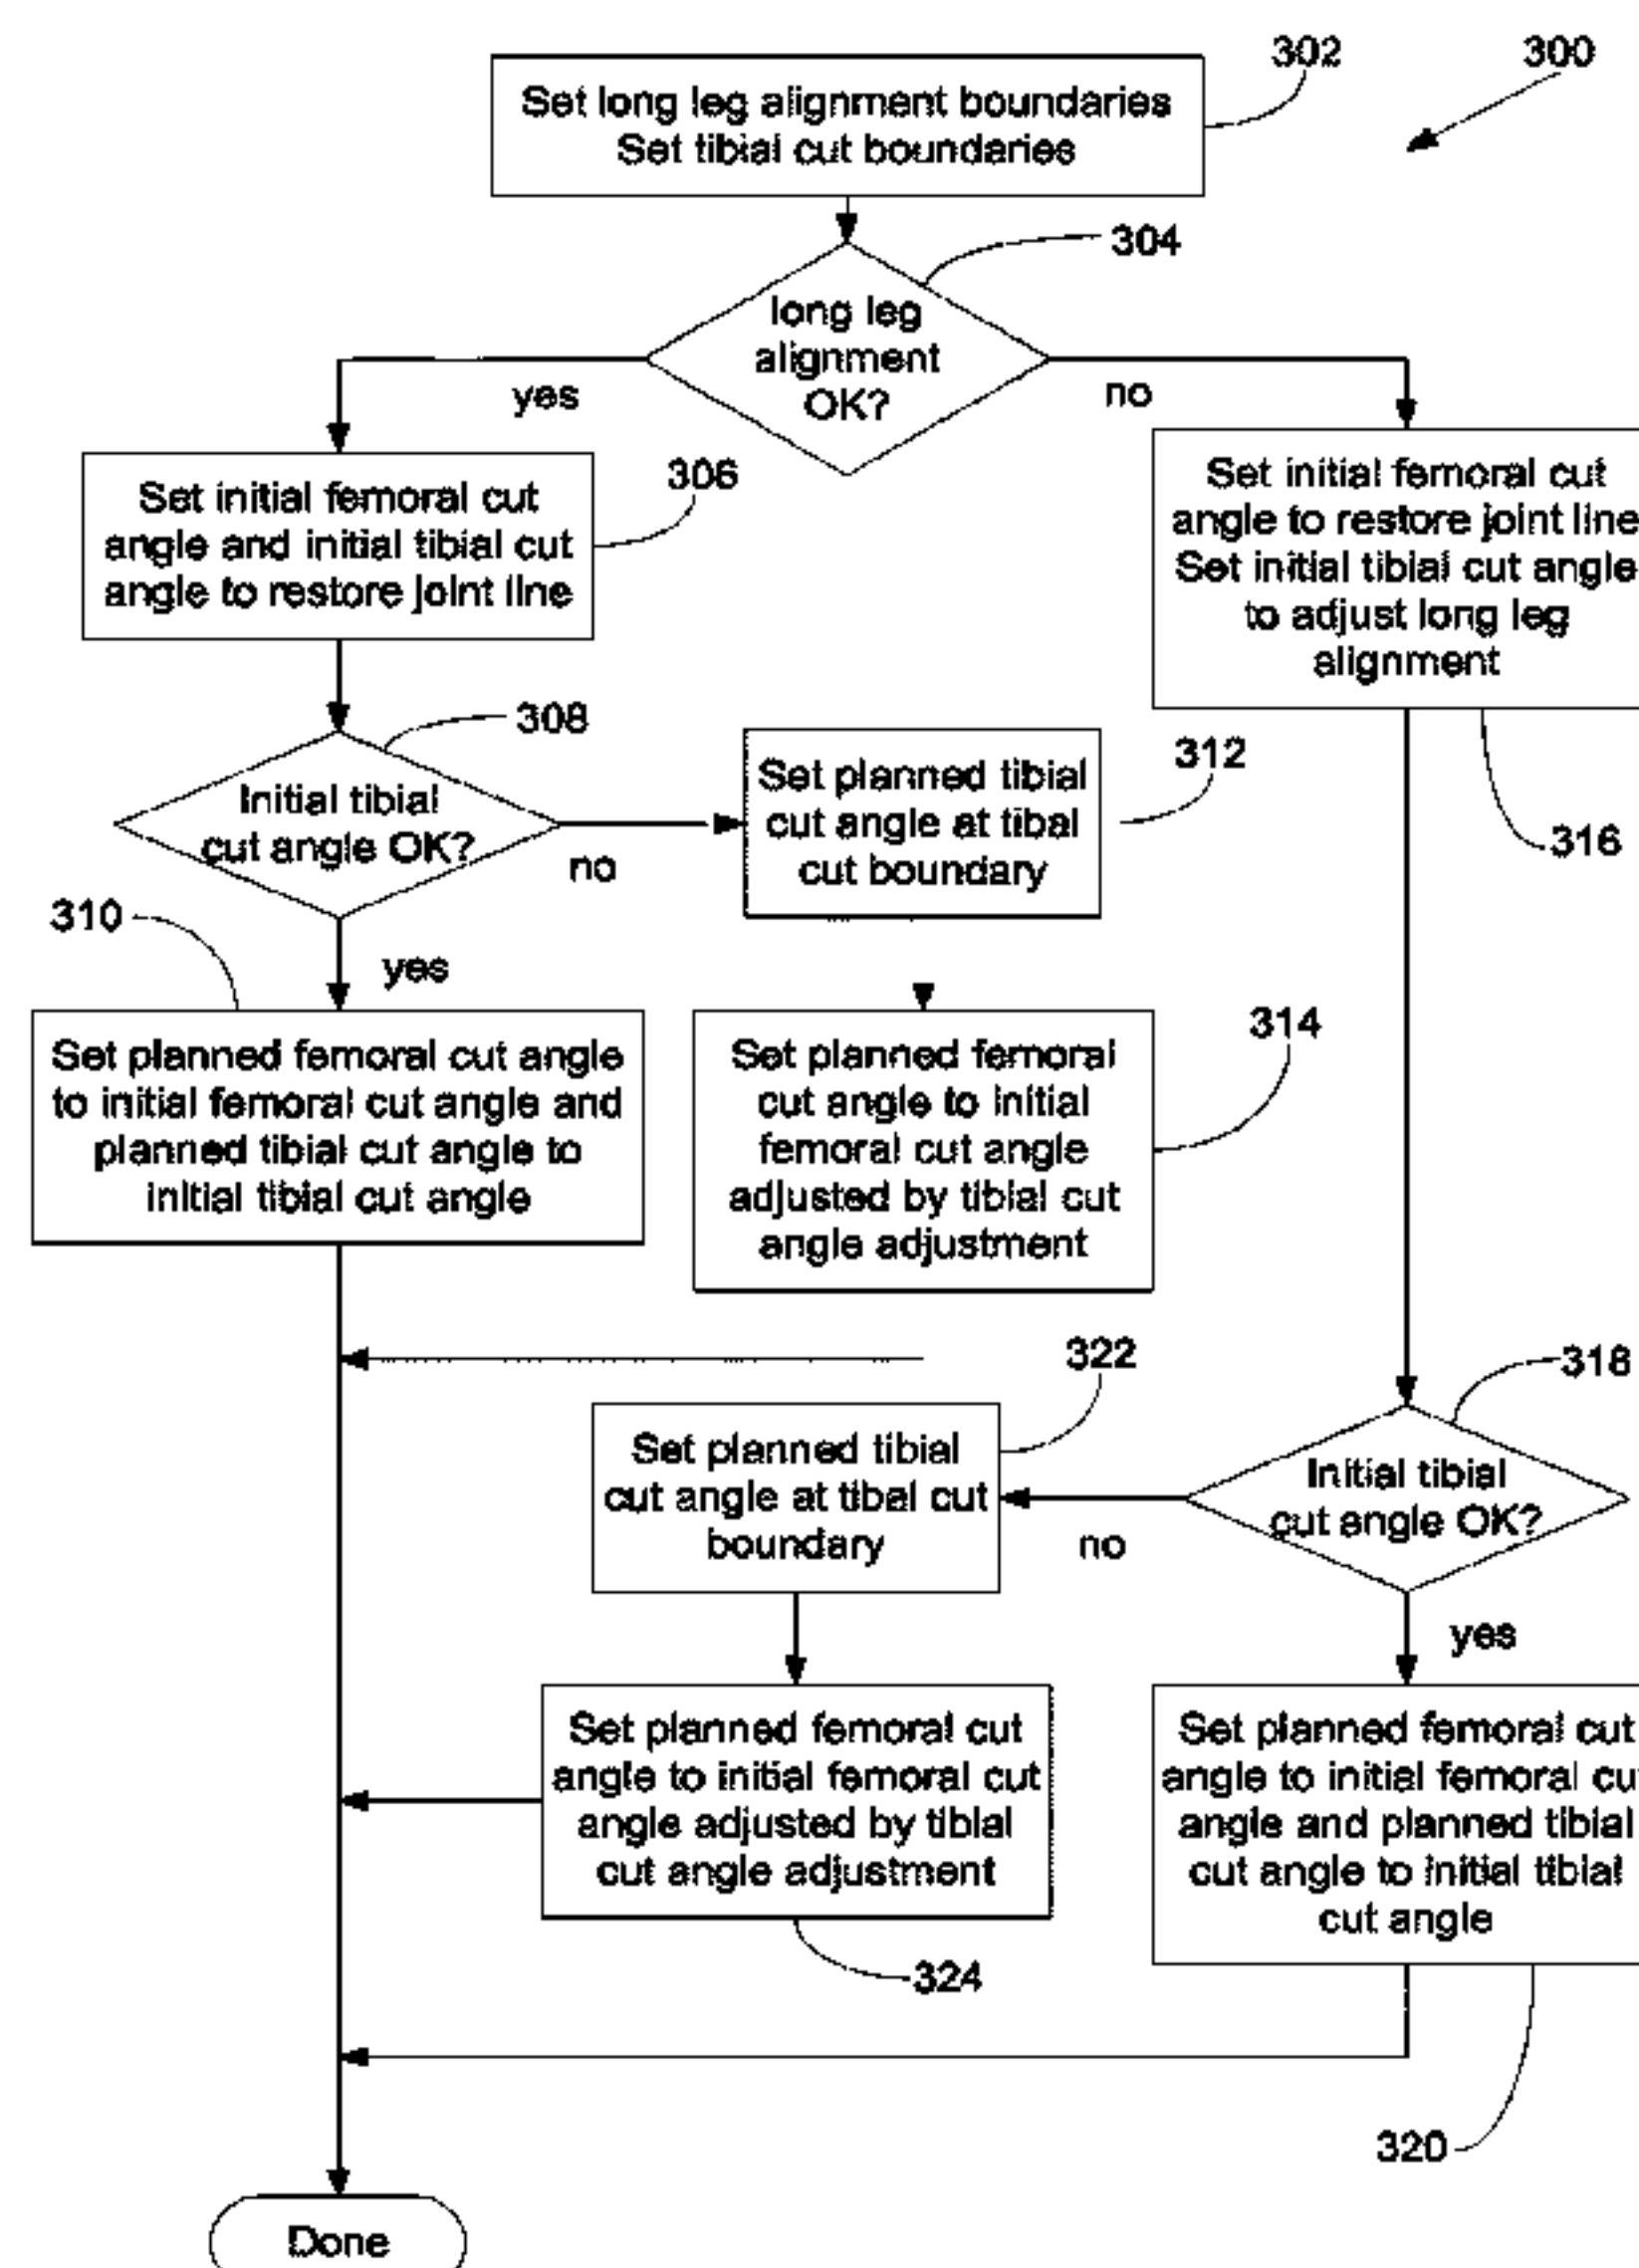 302
300
Set long leg alignment boundaries
Set tibial cut boundaries
304
long leg
alignment
OK?
yes
no
306
Set initial femoral cut
angle and initial tibial cut
angle to restore joint line
Set initial femoral cut
angle to restore joint line
Set initial tibial cut angle
to adjust long leg
alignment
308
312
316
Initial tibial
cut angle OK?
no
Set planned tibial
cut angle at tibal
cut boundary
310
yes
314
Set planned femoral cut angle
to initial femoral cut angle and
planned tibial cut angle to
initial tibial cut angle
Set planned femoral
cut angle to initial
femoral cut angle
adjusted by tibial cut
angle adjustment
322
318
Set planned tibial
cut angle at tibal cut
boundary
no
Initial tibial
cut angle OK?
yes
Set planned femoral cut
angle to initial femoral cut
angle adjusted by tibial
cut angle adjustment
Set planned femoral cut
angle to initial femoral cu
angle and planned tibial
cut angle to initial tibial
cut angle
324
320
Done